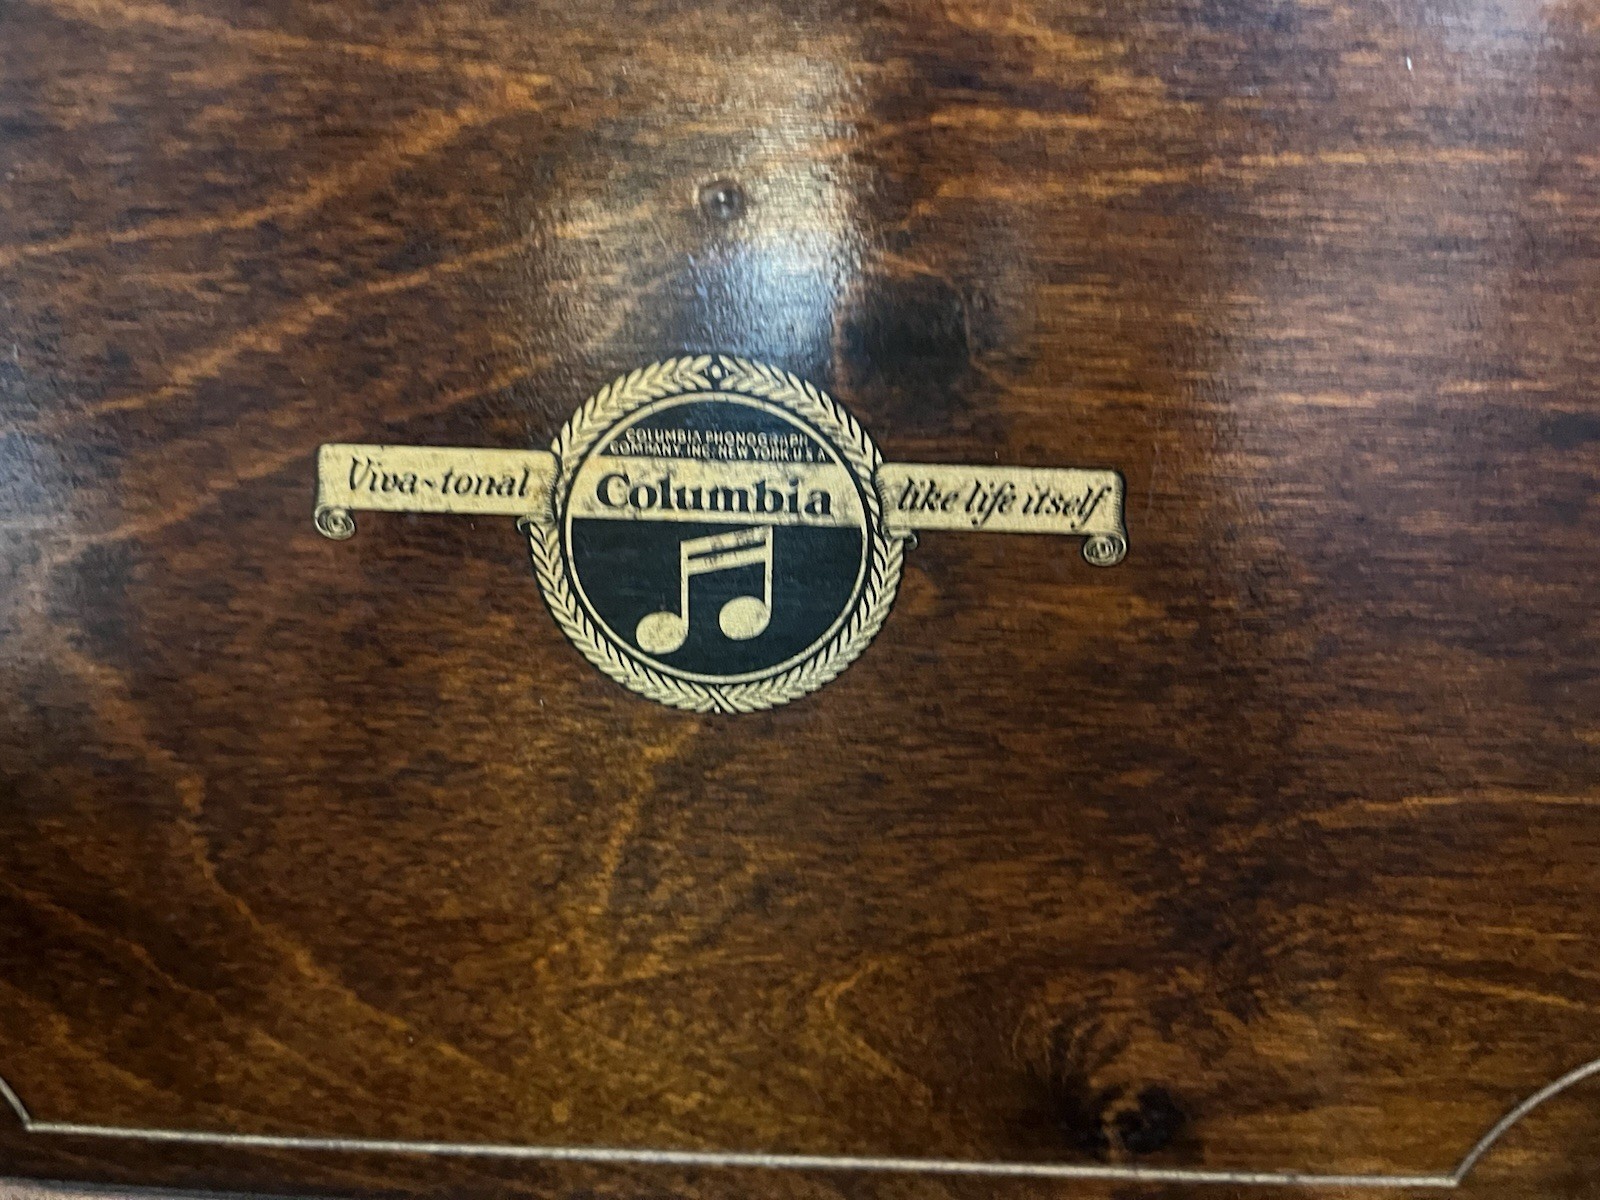 COLUMBIA PHONOGRAPH
COMPANY, INC. NEW YORK U.S.A.
Viva-tonal
Columbia
like life itself